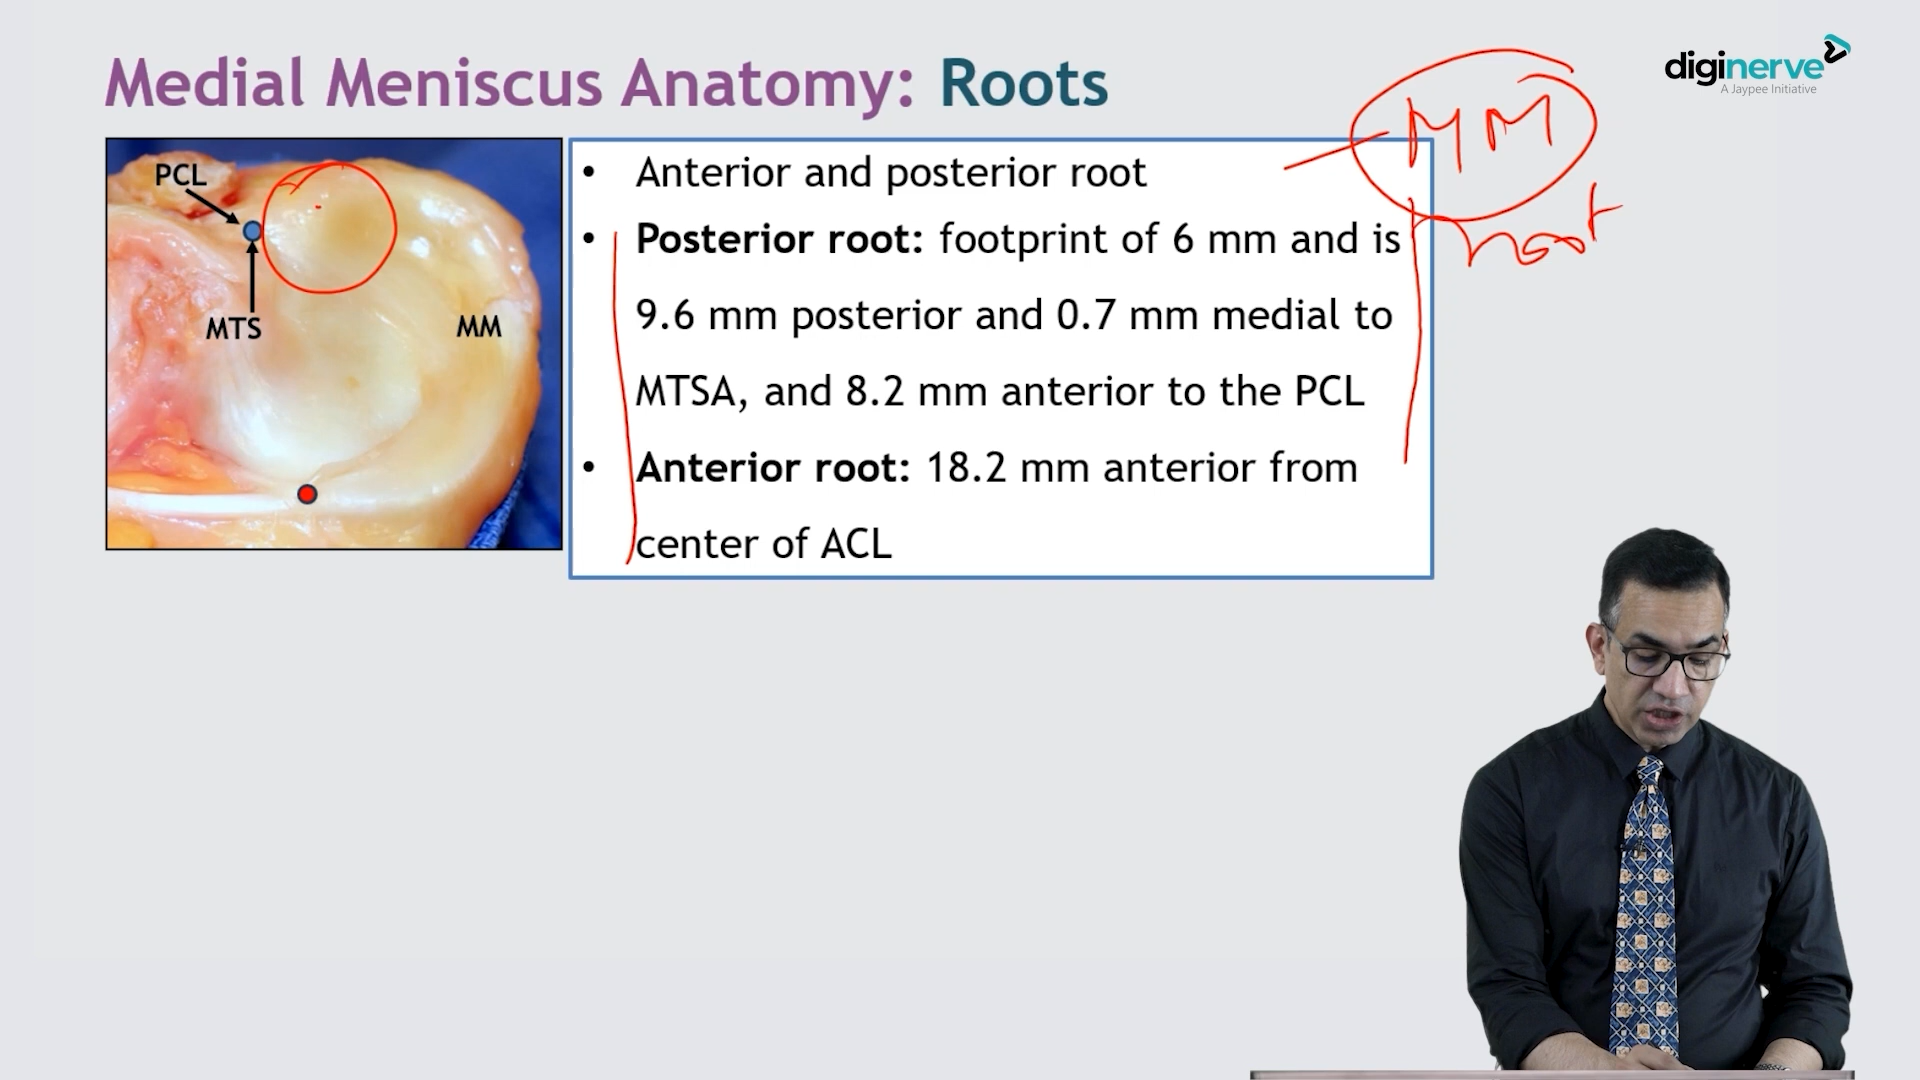 Medial Meniscus Anatomy: Roots
diginerve
A Jaypee Initiative
MM
root
PCL
MTS
MM
• Anterior and posterior root
• Posterior root: footprint of 6 mm and is
9.6 mm posterior and 0.7 mm medial to
MTSA, and 8.2 mm anterior to the PCL
• Anterior root: 18.2 mm anterior from
center of ACL